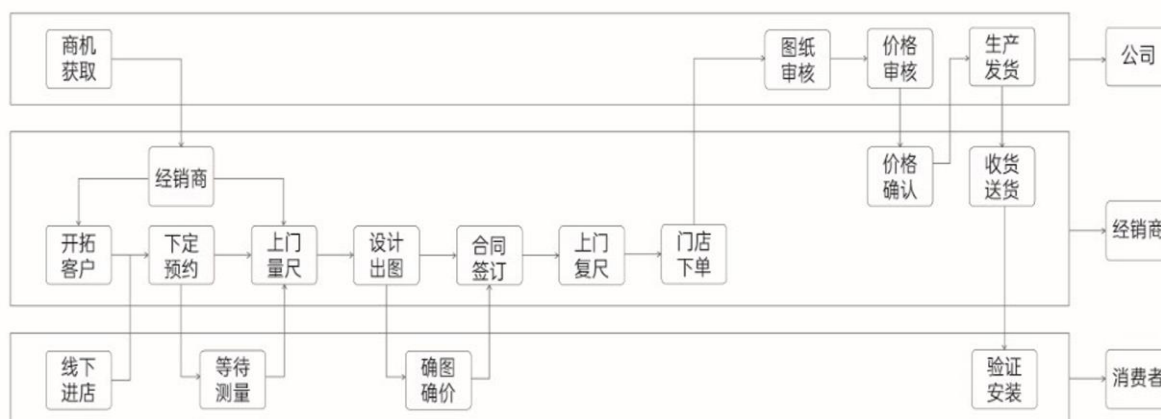 商机
获取
图纸
审核
价格
审核
生产
发货
公司
经销商
价格
确认
收货
送货
开拓
客户
下定
预约
上门
量尺
设计
出图
合同
签订
上门
复尺
门店
下单
经销商
线下
进店
等待
测量
确图
确价
验证
安装
消费者